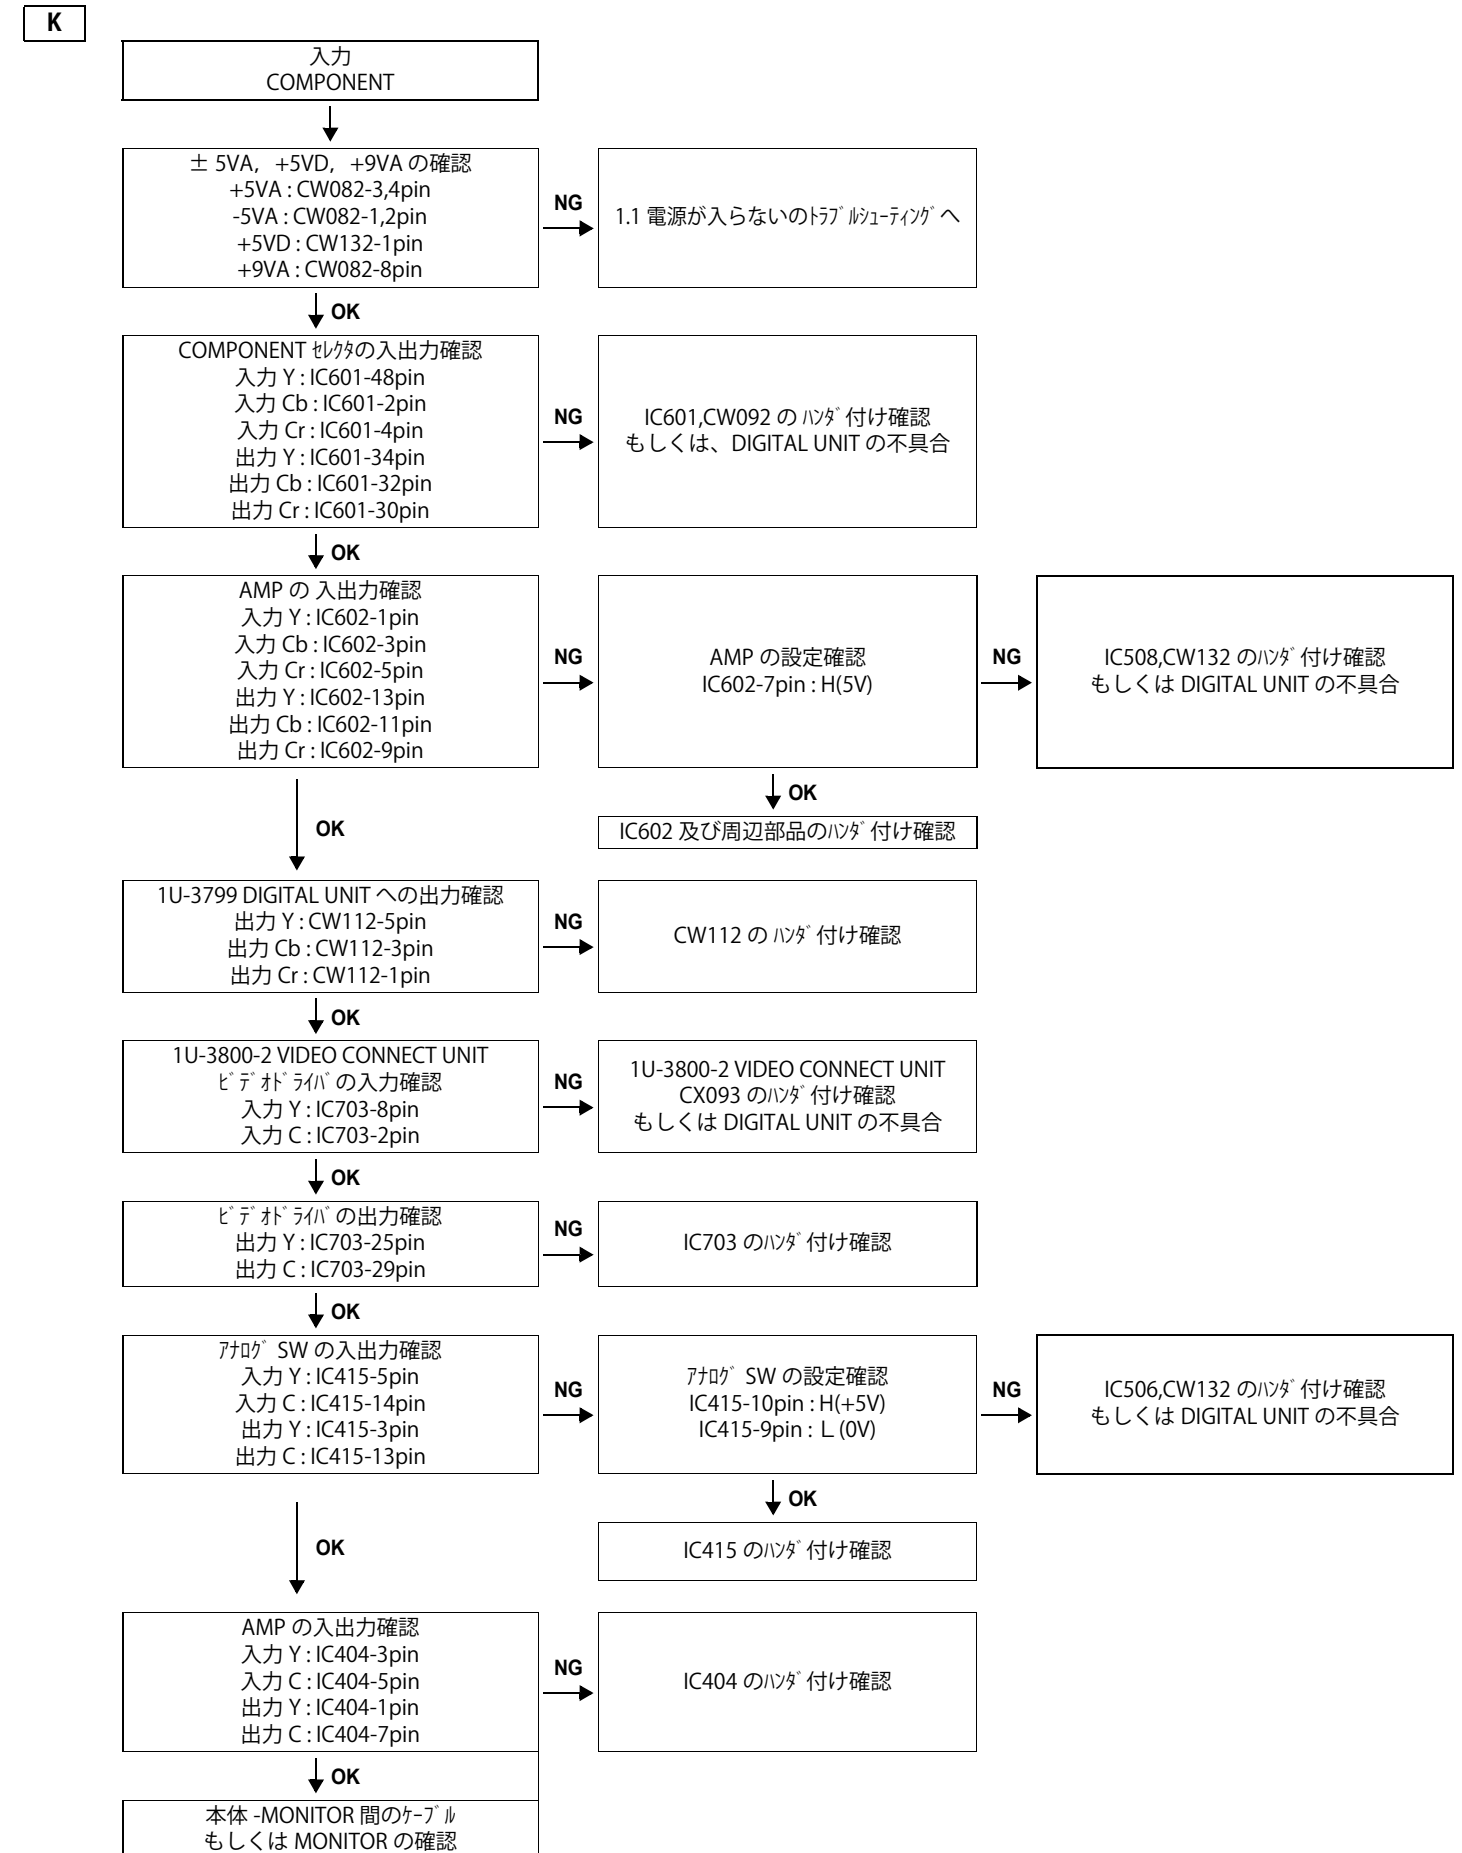 K
入力
COMPONENT
± 5VA, +5VD, +9VA の確認
+5VA : CW082-3,4pin
-5VA : CW082-1,2pin
+5VD : CW132-1pin
+9VA : CW082-8pin
NG
1.1 電源が入らないのﾄﾗﾌﾞﾙｼｭｰﾃｨﾝｸﾞへ
OK
COMPONENT ｾﾚｸﾀの入出力確認
入力 Y : IC601-48pin
入力 Cb : IC601-2pin
入力 Cr : IC601-4pin
出力 Y : IC601-34pin
出力 Cb : IC601-32pin
出力 Cr : IC601-30pin
NG
IC601,CW092 の ﾊﾝﾀﾞ付け確認
もしくは、DIGITAL UNIT の不具合
OK
AMP の 入出力確認
入力 Y : IC602-1pin
入力 Cb : IC602-3pin
入力 Cr : IC602-5pin
出力 Y : IC602-13pin
出力 Cb : IC602-11pin
出力 Cr : IC602-9pin
NG
AMP の設定確認
IC602-7pin : H(5V)
NG
IC508,CW132 のﾊﾝﾀﾞ付け確認
もしくは DIGITAL UNIT の不具合
OK
IC602 及び周辺部品のﾊﾝﾀﾞ付け確認
OK
1U-3799 DIGITAL UNIT への出力確認
出力 Y : CW112-5pin
出力 Cb : CW112-3pin
出力 Cr : CW112-1pin
NG
CW112 の ﾊﾝﾀﾞ付け確認
OK
1U-3800-2 VIDEO CONNECT UNIT
ﾋﾞﾃﾞｵﾄﾞﾗｲﾊﾞの入力確認
入力 Y : IC703-8pin
入力 C : IC703-2pin
NG
1U-3800-2 VIDEO CONNECT UNIT
CX093 のﾊﾝﾀﾞ付け確認
もしくは DIGITAL UNIT の不具合
OK
ﾋﾞﾃﾞｵﾄﾞﾗｲﾊﾞの出力確認
出力 Y : IC703-25pin
出力 C : IC703-29pin
NG
IC703 のﾊﾝﾀﾞ付け確認
OK
ｱﾅﾛｸﾞ SW の入出力確認
入力 Y : IC415-5pin
入力 C : IC415-14pin
出力 Y : IC415-3pin
出力 C : IC415-13pin
NG
ｱﾅﾛｸﾞ SW の設定確認
IC415-10pin : H(+5V)
IC415-9pin : L (0V)
NG
IC506,CW132 のﾊﾝﾀﾞ付け確認
もしくは DIGITAL UNIT の不具合
OK
IC415 のﾊﾝﾀﾞ付け確認
OK
AMP の入出力確認
入力 Y : IC404-3pin
入力 C : IC404-5pin
出力 Y : IC404-1pin
出力 C : IC404-7pin
NG
IC404 のﾊﾝﾀﾞ付け確認
OK
本体 -MONITOR 間のｹｰﾌﾞﾙ
もしくは MONITOR の確認